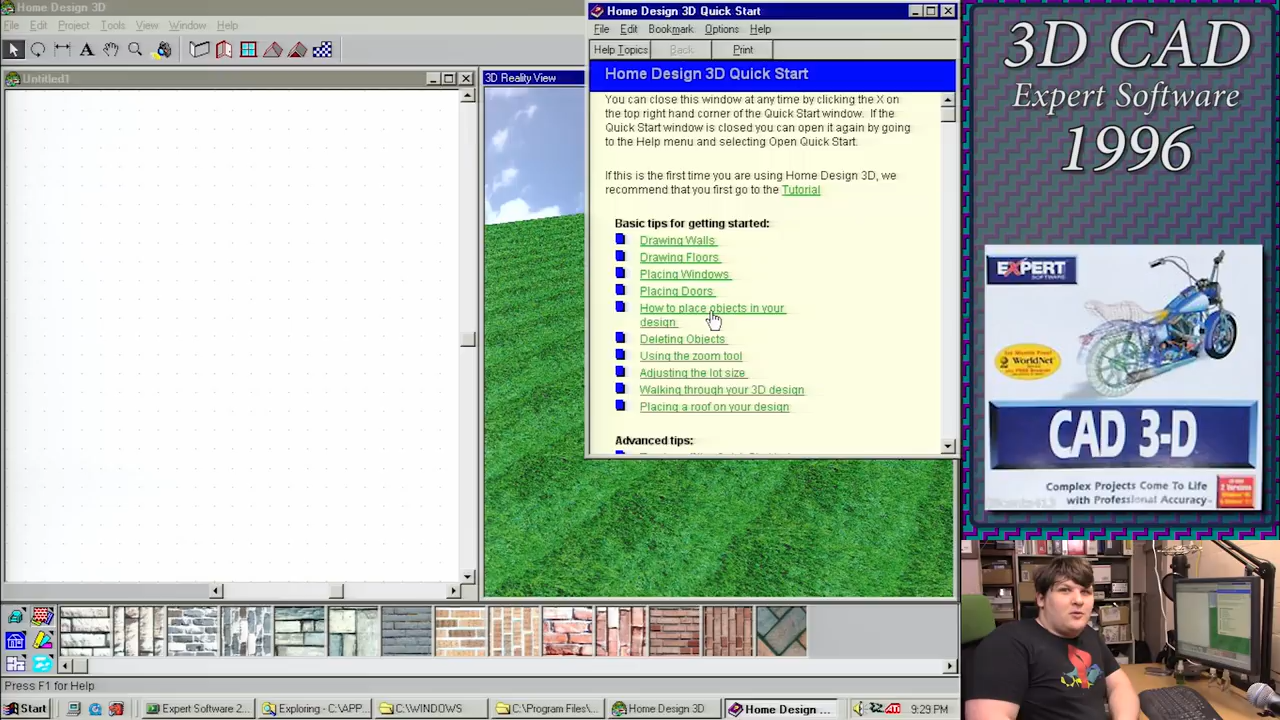 Home Design 3D
File Edit Project Tools View Window Help
Untitled1
3D Reality View
Home Design 3D Quick Start
File Edit Bookmark Options Help
Help Topics Back Print
Home Design 3D Quick Start
You can close this window at any time by clicking the X on
the top right hand corner of the Quick Start window. If the
Quick Start window is closed you can open it again by going
to the Help menu and selecting Open Quick Start.
If this is the first time you are using Home Design 3D, we
recommend that you first go to the Tutorial
Basic tips for getting started:
Drawing Walls
Drawing Floors
Placing Windows
Placing Doors
How to place objects in your
design
Deleting Objects
Using the zoom tool
Adjusting the lot size
Walking through your 3D design
Placing a roof on your design
Advanced tips:
Press F1 for Help
Start
Expert Software 2...
Exploring - C:\APP...
C:\WINDOWS
C:\Program Files\...
Home Design 3D
Home Design ...
9:29 PM
3D CAD
Expert Software
1996
EXPERT
SOFTWARE
WorldNet
CAD 3-D
Complex Projects Come To Life
with Professional Accuracy